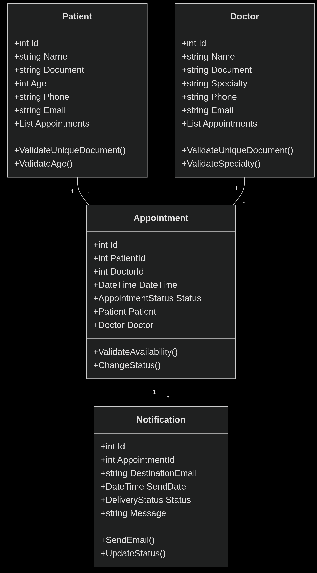 Patient
+int Id
+string Name
+string Document
+int Age
+string Phone
+string Email
+List Appointments
+ValidateUniqueDocument()
+ValidateAge()
Doctor
+int Id
+string Name
+string Document
+string Specialty
+string Phone
+string Email
+List Appointments
+ValidateUniqueDocument()
+ValidateSpecialty()
1
1
Appointment
+int Id
+int PatientId
+int DoctorId
+DateTime DateTime
+AppointmentStatus Status
+Patient Patient
+Doctor Doctor
+ValidateAvailability()
+ChangeStatus()
1
Notification
+int Id
+int AppointmentId
+string DestinationEmail
+DateTime SendDate
+DeliveryStatus Status
+string Message
+SendEmail()
+UpdateStatus()